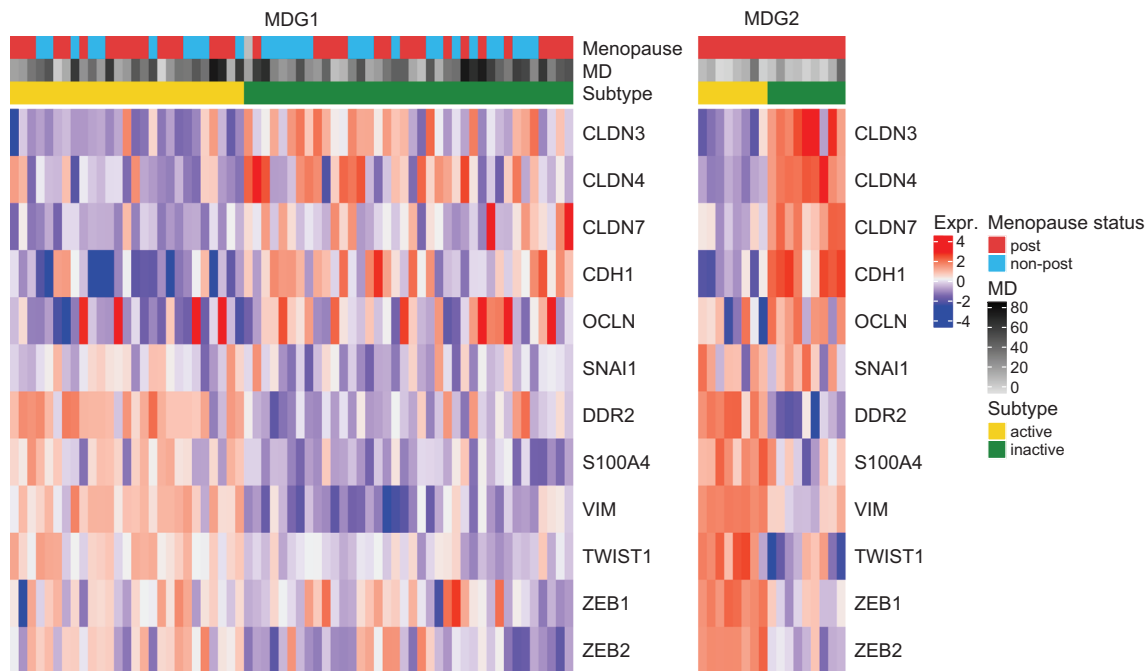 MDG1
MDG2
Menopause
MD
Subtype
CLDN3
CLDN4
CLDN7
CDH1
OCLN
SNAI1
DDR2
S100A4
VIM
TWIST1
ZEB1
ZEB2
CLDN3
CLDN4
CLDN7
CDH1
OCLN
SNAI1
DDR2
S100A4
VIM
TWIST1
ZEB1
ZEB2
Expr.
4
2
0
-2
-4
Menopause status
post
non-post
MD
80
60
40
20
0
Subtype
active
inactive